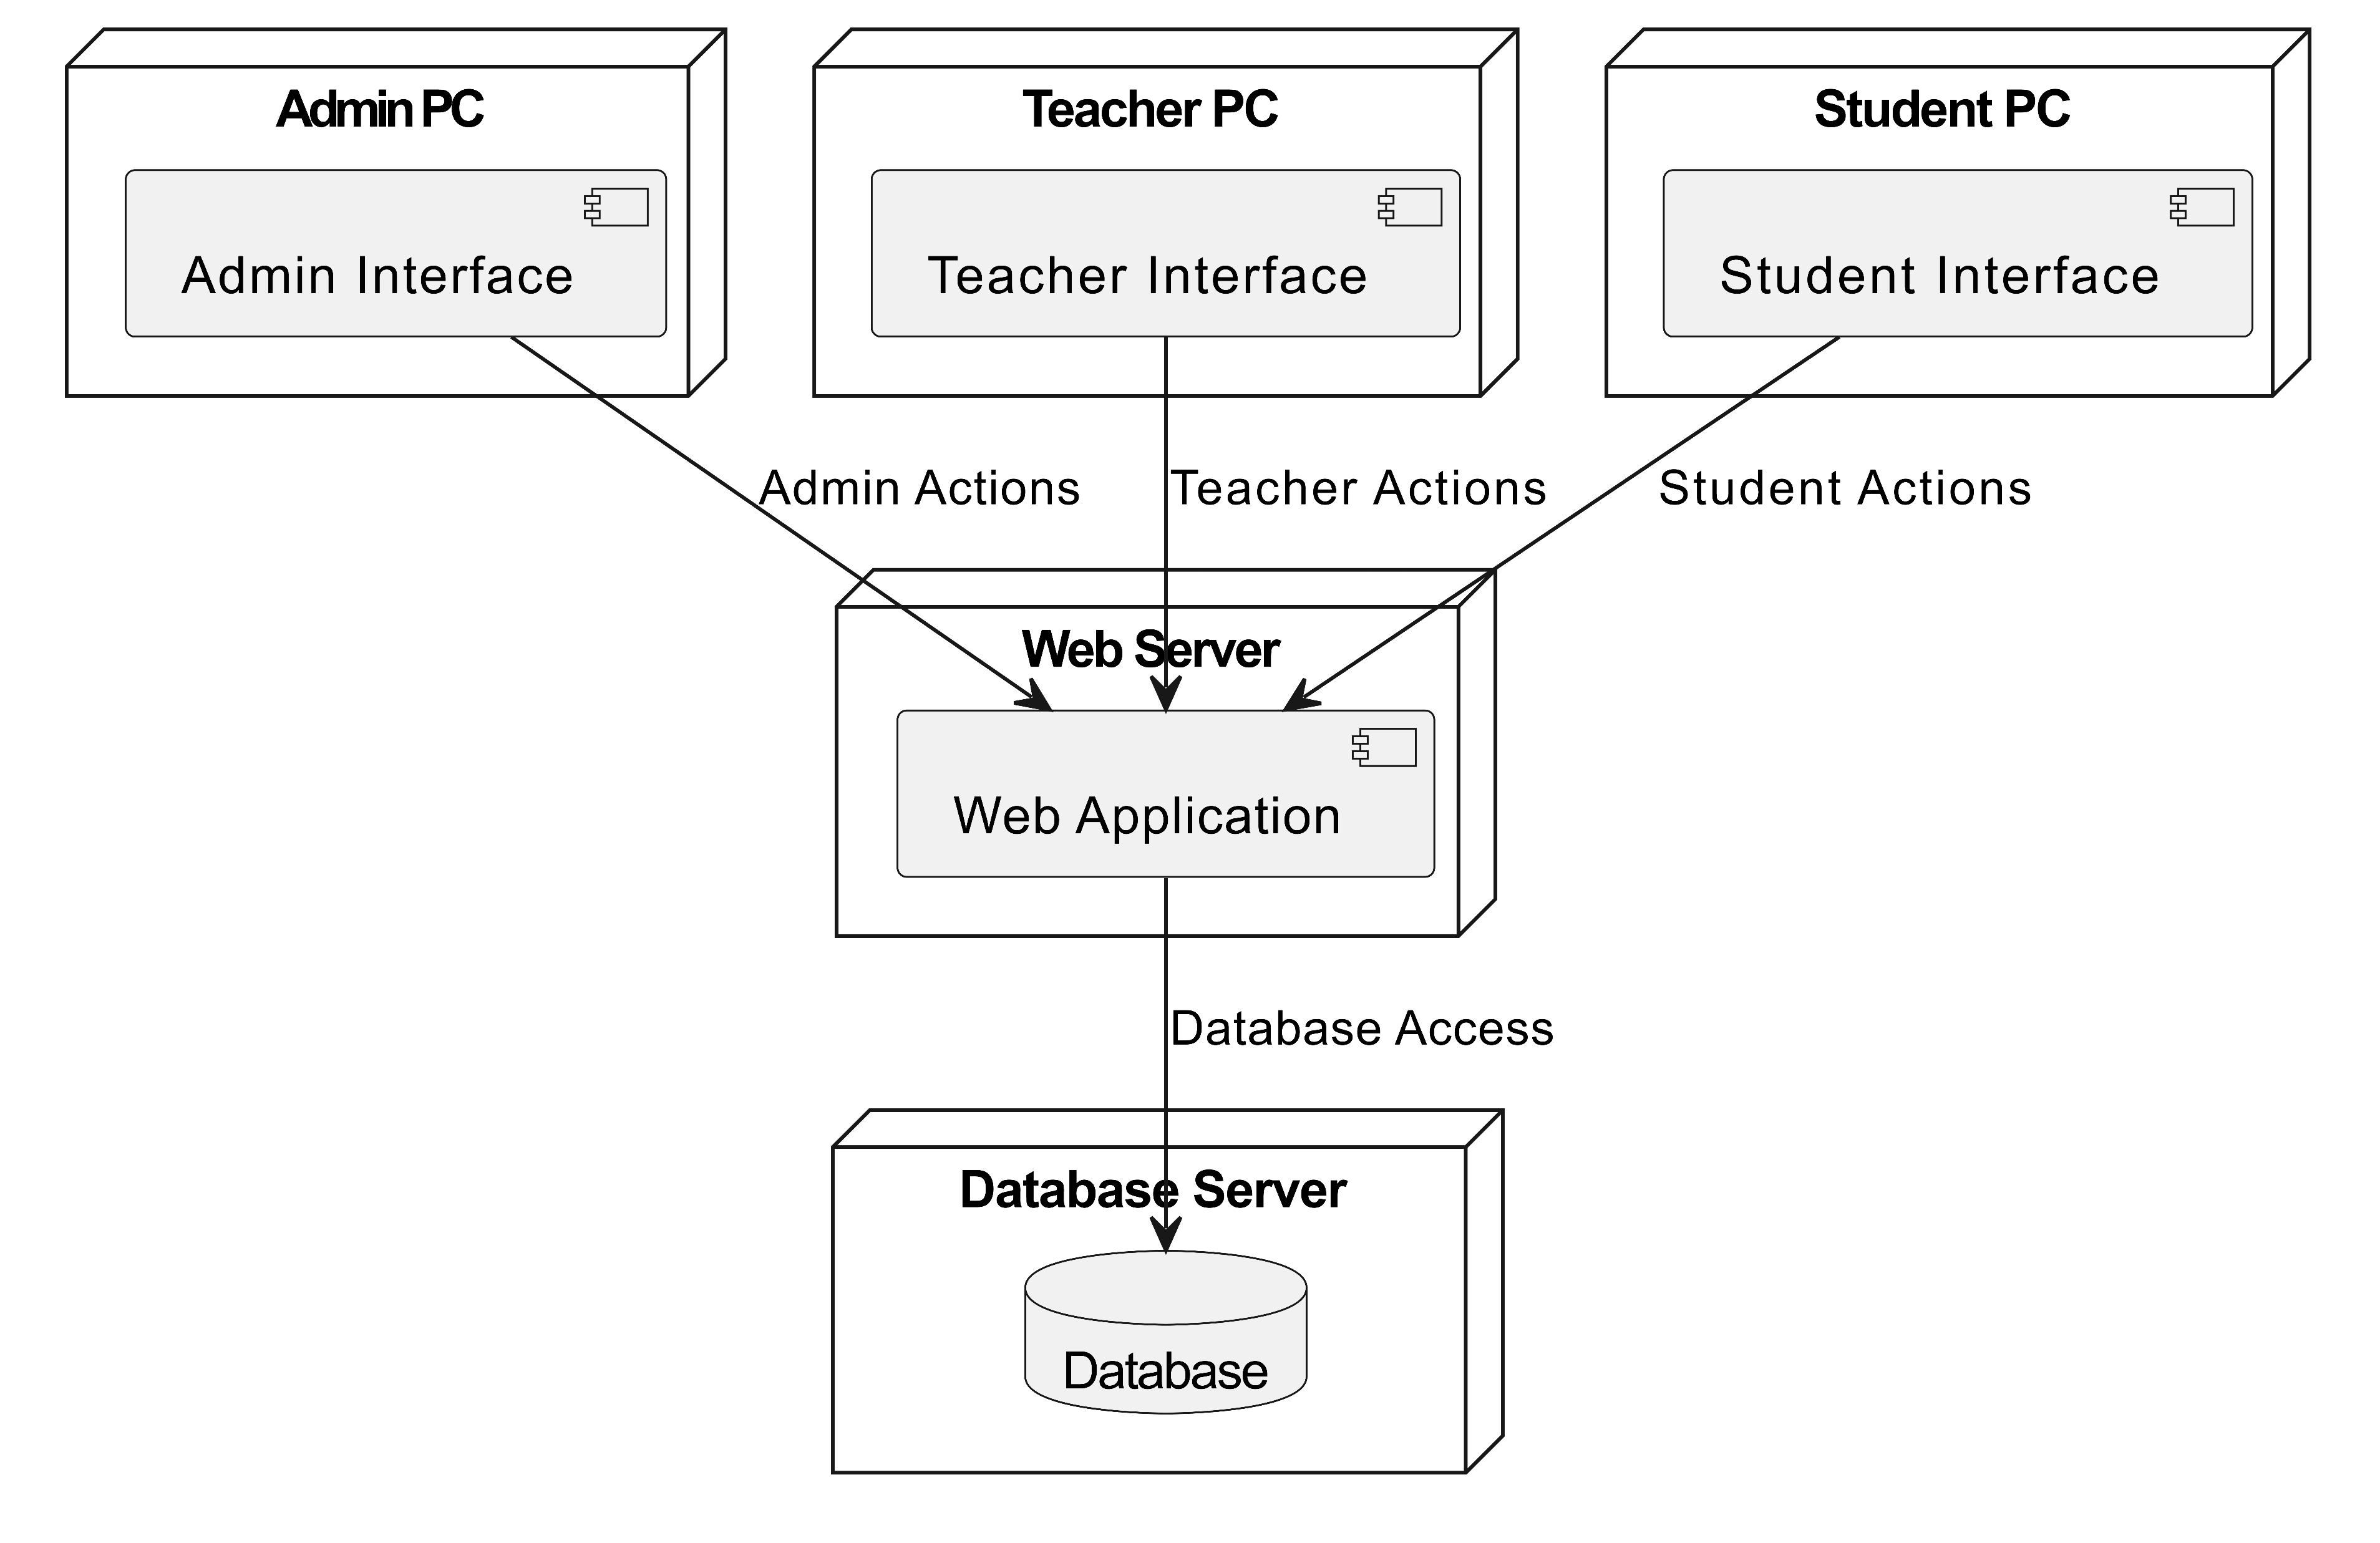 Admin PC
Teacher PC
Student PC
Admin Interface
Teacher Interface
Student Interface
Admin Actions
Teacher Actions
Student Actions
Web Server
Web Application
Database Access
Database Server
Database